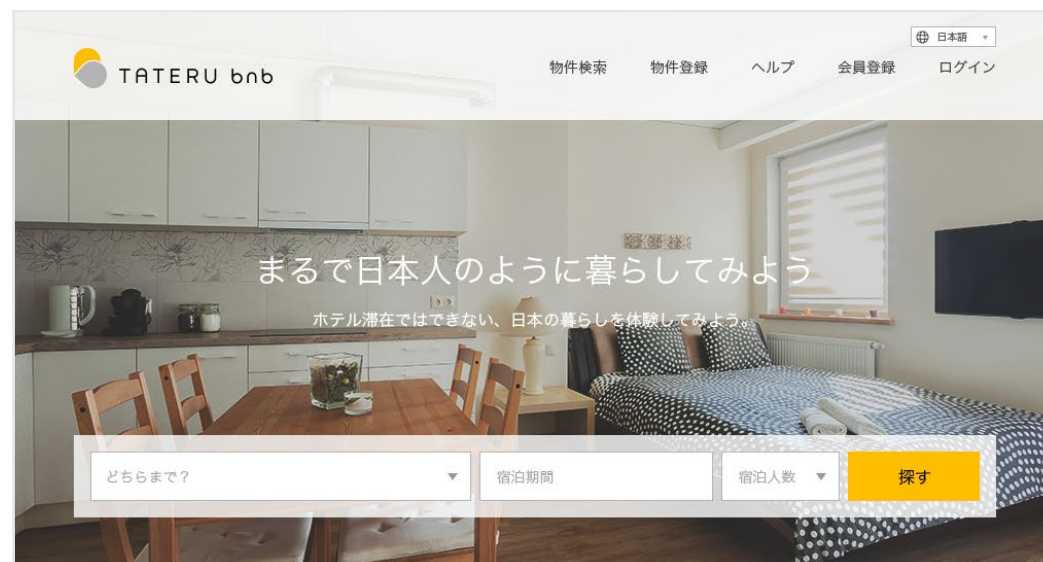 日本語
TATERU bnb
物件検索 物件登録 ヘルプ 会員登録 ログイン
まるで日本人のように暮らしてみよう
ホテル滞在ではできない、日本の暮らしを体験してみよう。
どちらまで？ 宿泊期間 宿泊人数 探す